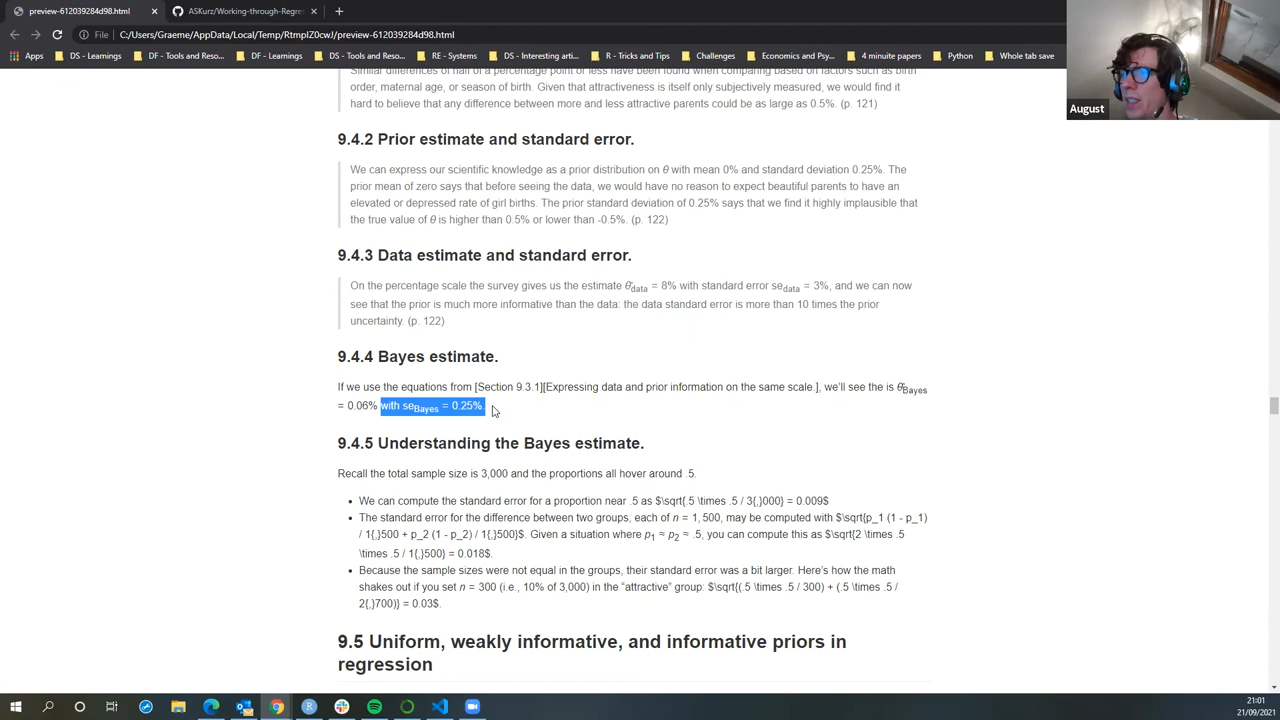 preview-612039284d98.html
ASKurz/Working-through-Regres
File
C:/Users/Graeme/AppData/Local/Temp/RtmpIZ0cwJ/preview-612039284d98.html
Apps
DS - Learnings
DF - Tools and Reso...
DF - Learnings
DS - Tools and Reso...
RE - Systems
DS - Interesting arti...
R - Tricks and Tips
Challenges
Economics and Psy...
4 minuite papers
Python
Whole tab save
August
Similar differences of half of a percentage point or less have been found when comparing based on factors such as birth
order, maternal age, or season of birth. Given that attractiveness is itself only subjectively measured, we would find it
hard to believe that any difference between more and less attractive parents could be as large as 0.5%. (p. 121)
9.4.2 Prior estimate and standard error.
We can express our scientific knowledge as a prior distribution on θ with mean 0% and standard deviation 0.25%. The
prior mean of zero says that before seeing the data, we would have no reason to expect beautiful parents to have an
elevated or depressed rate of girl births. The prior standard deviation of 0.25% says that we find it highly implausible that
the true value of θ is higher than 0.5% or lower than -0.5%. (p. 122)
9.4.3 Data estimate and standard error.
On the percentage scale the survey gives us the estimate θ̂data = 8% with standard error sedata = 3%, and we can now
see that the prior is much more informative than the data: the data standard error is more than 10 times the prior
uncertainty. (p. 122)
9.4.4 Bayes estimate.
If we use the equations from [Section 9.3.1][Expressing data and prior information on the same scale.], we'll see the is θ̂Bayes
= 0.06% with seBayes = 0.25%.
9.4.5 Understanding the Bayes estimate.
Recall the total sample size is 3,000 and the proportions all hover around .5.
• We can compute the standard error for a proportion near .5 as $\sqrt{.5 \times .5 / 3{,}000} = 0.009$
• The standard error for the difference between two groups, each of n = 1, 500, may be computed with $\sqrt{p_1 (1 - p_1)
/ 1{,}500 + p_2 (1 - p_2) / 1{,}500}$. Given a situation where p1 ≈ p2 ≈ .5, you can compute this as $\sqrt{2 \times .5
\times .5 / 1{,}500} = 0.018$.
• Because the sample sizes were not equal in the groups, their standard error was a bit larger. Here's how the math
shakes out if you set n = 300 (i.e., 10% of 3,000) in the "attractive" group: $\sqrt{(.5 \times .5 / 300) + (.5 \times .5 /
2{,}700)} = 0.03$.
9.5 Uniform, weakly informative, and informative priors in
regression
21:01
21/09/2021